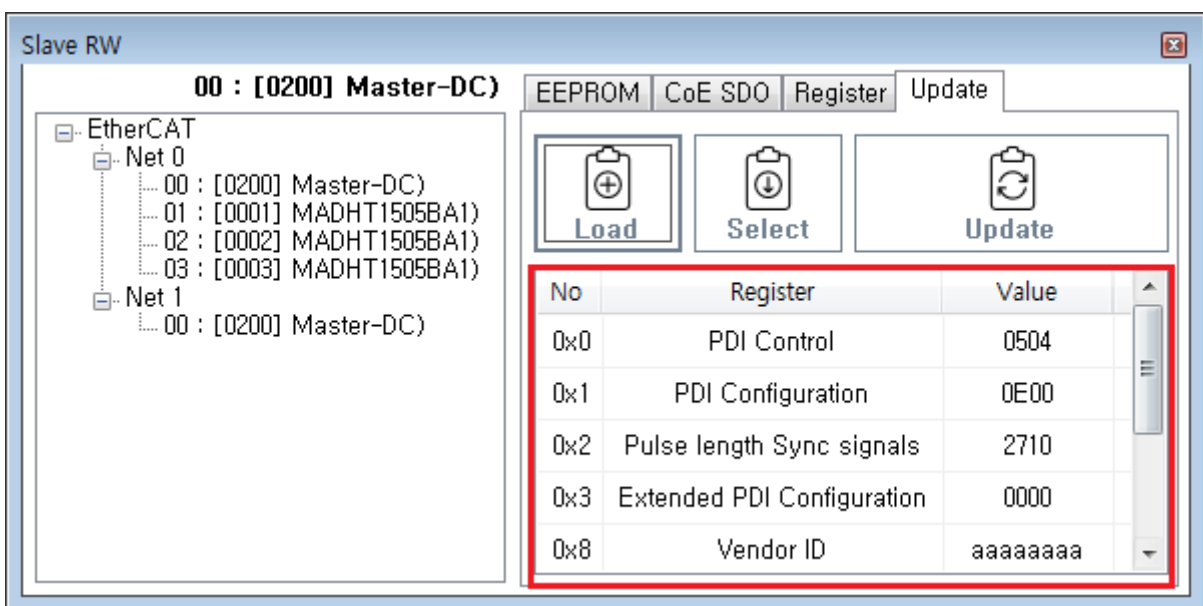 Slave RW
00 : [0200] Master-DC)
EtherCAT
Net 0
00 : [0200] Master-DC)
01 : [0001] MADHT1505BA1)
02 : [0002] MADHT1505BA1)
03 : [0003] MADHT1505BA1)
Net 1
00 : [0200] Master-DC)
EEPROM CoE SDO Register Update
Load Select Update
No Register Value
0x0 PDI Control 0504
0x1 PDI Configuration 0E00
0x2 Pulse length Sync signals 2710
0x3 Extended PDI Configuration 0000
0x8 Vendor ID aaaaaaaa